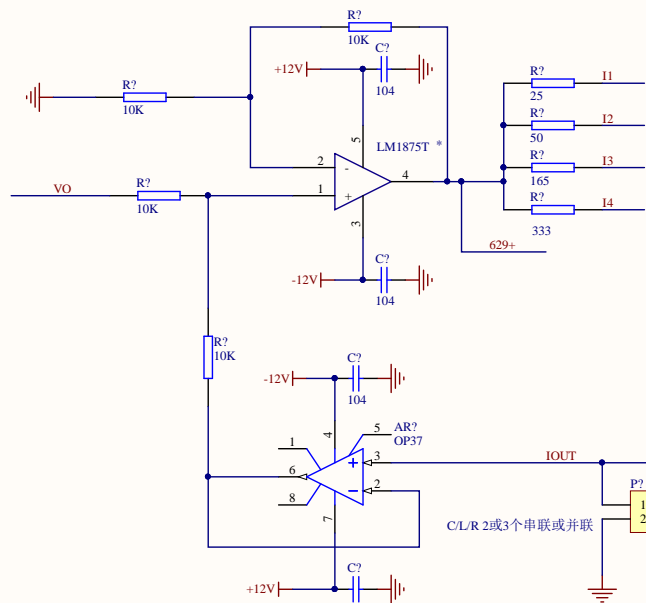 R?
10K
C?
+12V
104
R?
10K
R?
I1
25
R?
I2
50
R?
I3
165
R?
I4
333
5
LM1875T *
2
-
1
+
4
3
VO
R?
10K
629+
C?
-12V
104
R?
10K
C?
-12V
104
4
5
AR?
OP37
1
3
6
2
8
7
IOUT
P?
1
2
C/L/R 2或3个串联或并联
C?
+12V
104